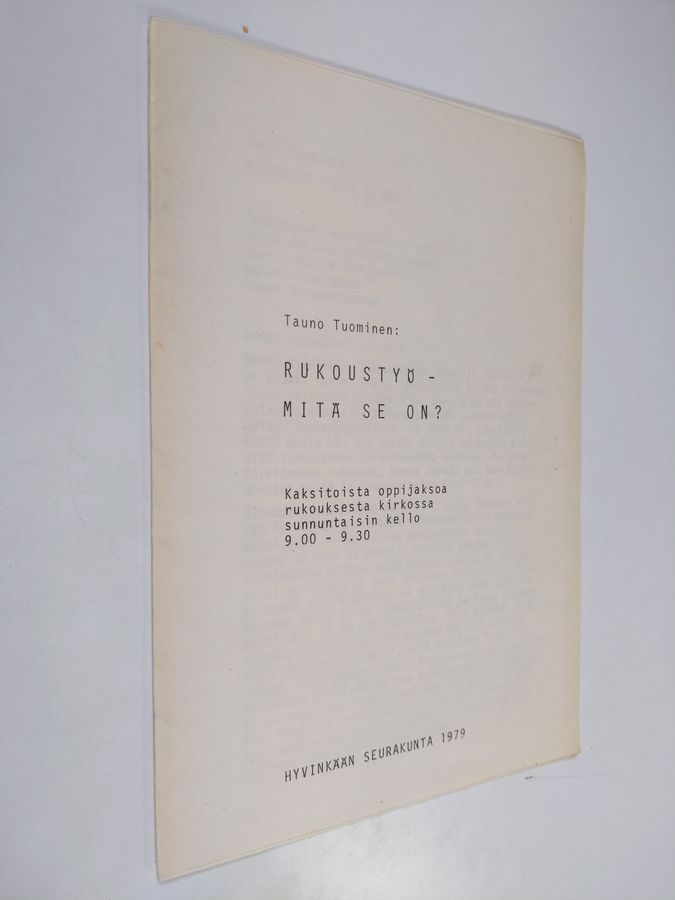 Tauno Tuominen:
RUKOUSTYÖ -
MITÄ SE ON?
Kaksitoista oppijaksoa
rukouksesta kirkossa
sunnuntaisin kello
9.00 - 9.30
HYVINKÄÄN SEURAKUNTA 1979